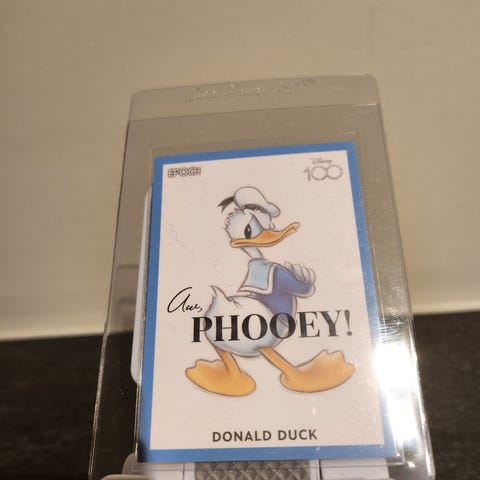 EPOCH
Disney
100
Aw,
PHOOEY!
DONALD DUCK